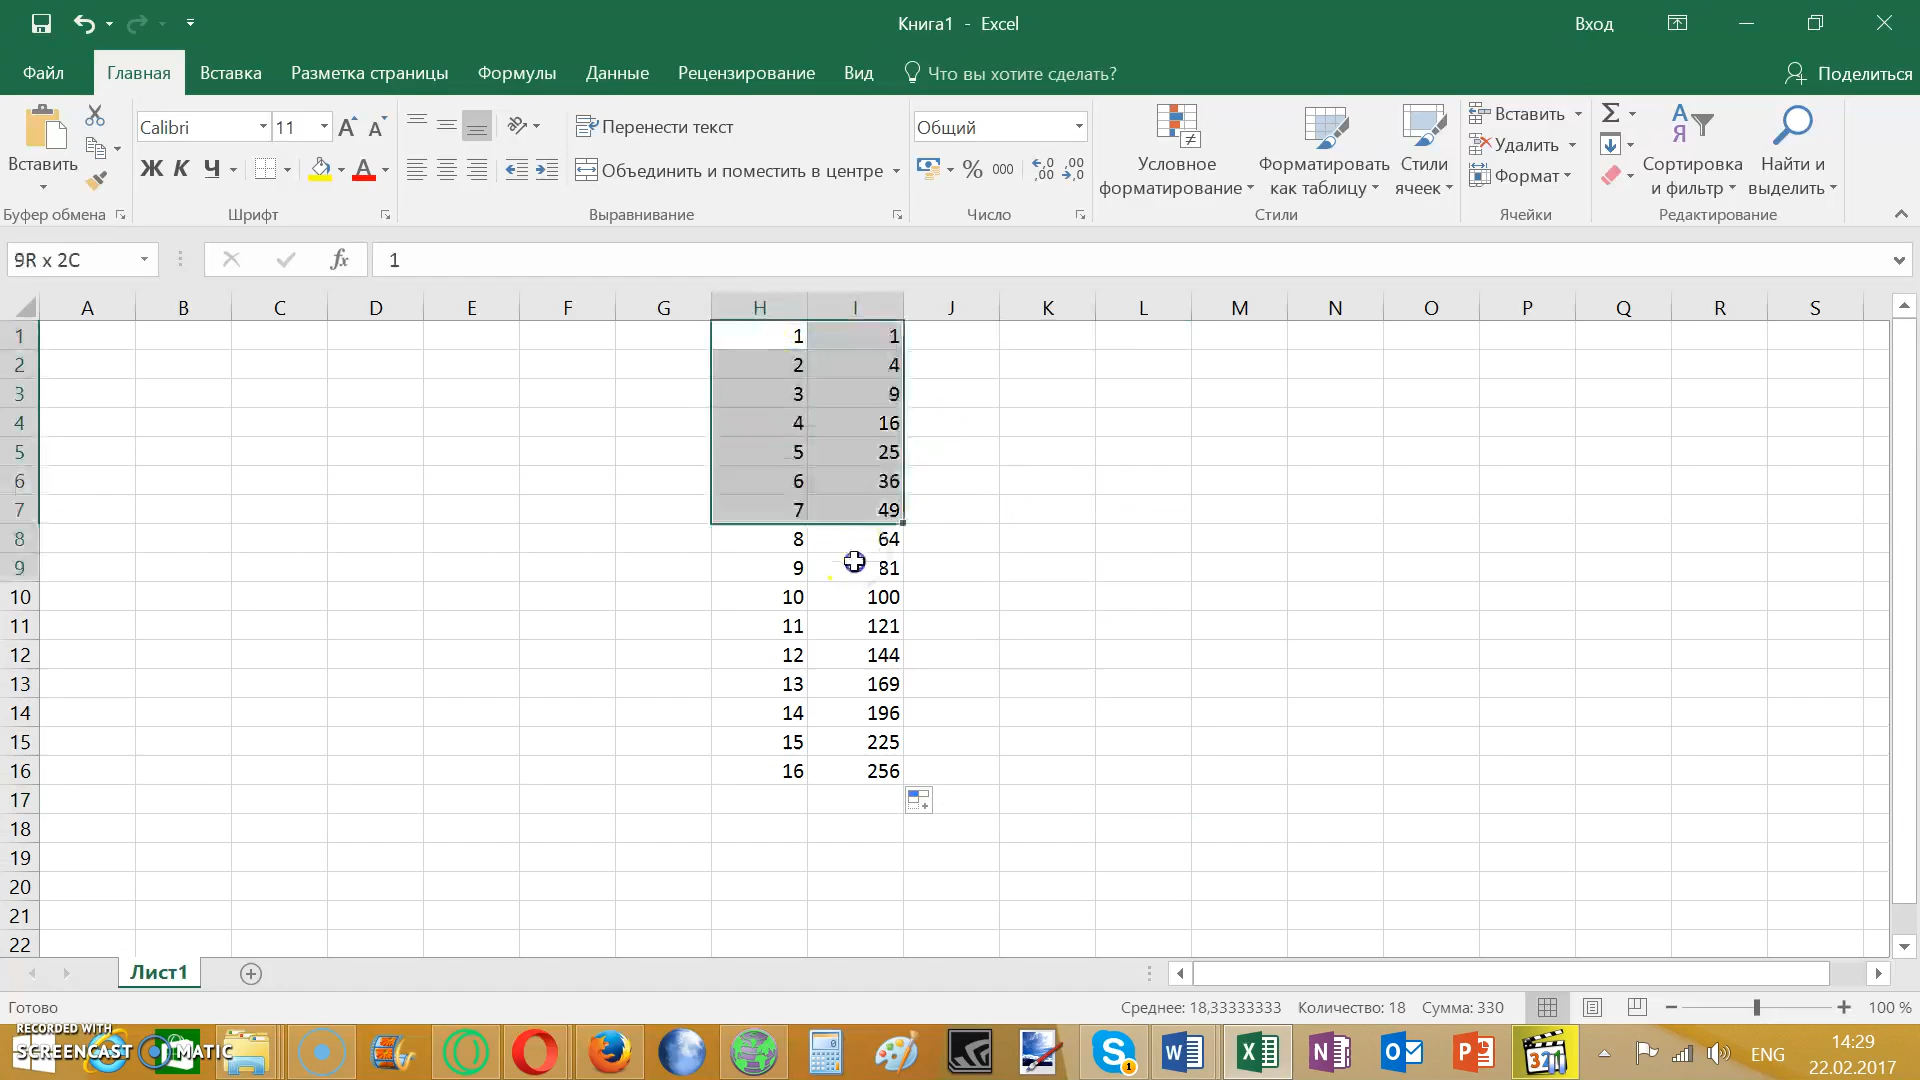 Книга1 - Excel
Вход
Файл Главная Вставка Разметка страницы Формулы Данные Рецензирование Вид Что вы хотите сделать? Поделиться
Вставить
Calibri 11
Ж К Ч
А
Перенести текст
Объединить и поместить в центре
Общий
% 000
Условное форматирование
Форматировать как таблицу
Стили ячеек
Вставить
Удалить
Формат
Сортировка и фильтр
Найти и выделить
Буфер обмена Шрифт Выравнивание Число Стили Ячейки Редактирование
9R x 2C fx 1
A B C D E F G H I J K L M N O P Q R S
1 1 1
2 2 4
3 3 9
4 4 16
5 5 25
6 6 36
7 7 49
8 8 64
9 9 81
10 10 100
11 11 121
12 12 144
13 13 169
14 14 196
15 15 225
16 16 256
17
18
19
20
21
22
Лист1
Готово Среднее: 18,33333333 Количество: 18 Сумма: 330 100 %
RECORDED WITH
SCREENCAST MATIC
321
ENG
14:29
22.02.2017